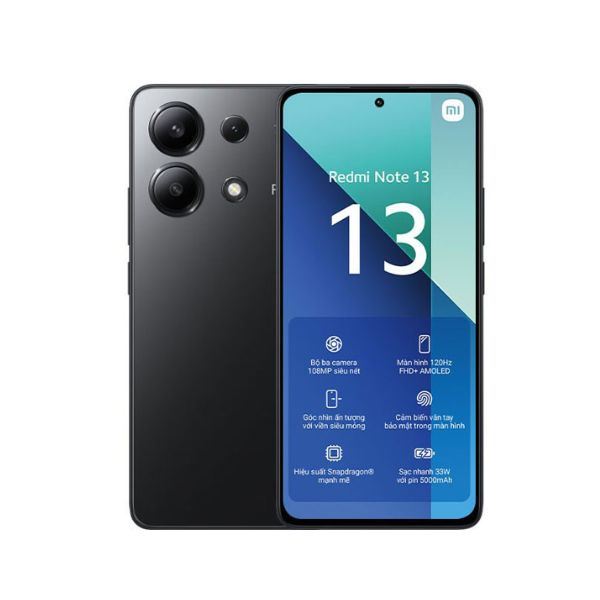 mi
Redmi Note 13
13
R
Bộ ba camera
108MP siêu nét
Màn hình 120Hz
FHD+ AMOLED
Góc nhìn ấn tượng
với viền siêu mỏng
Cảm biến vân tay
bảo mật trong màn hình
Hiệu suất Snapdragon®
mạnh mẽ
Sạc nhanh 33W
với pin 5000mAh